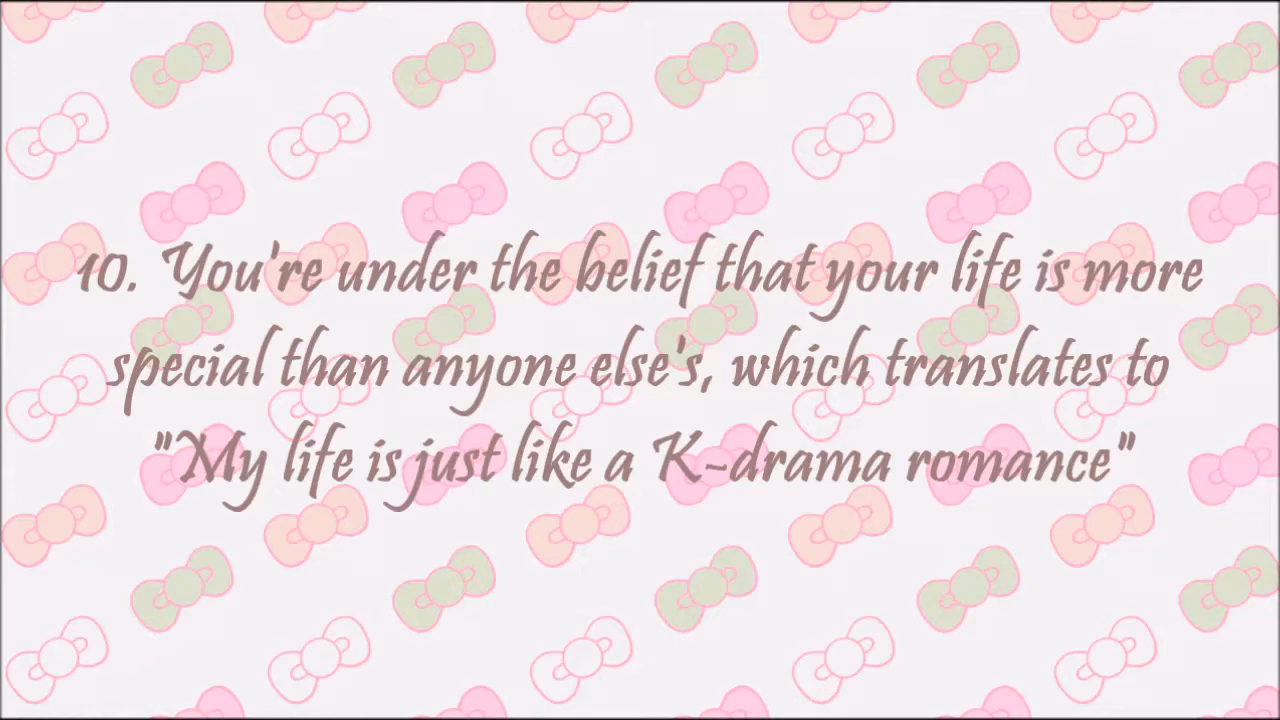 10. You're under the belief that your life is more
special than anyone else's, which translates to
"My life is just like a K-drama romance"